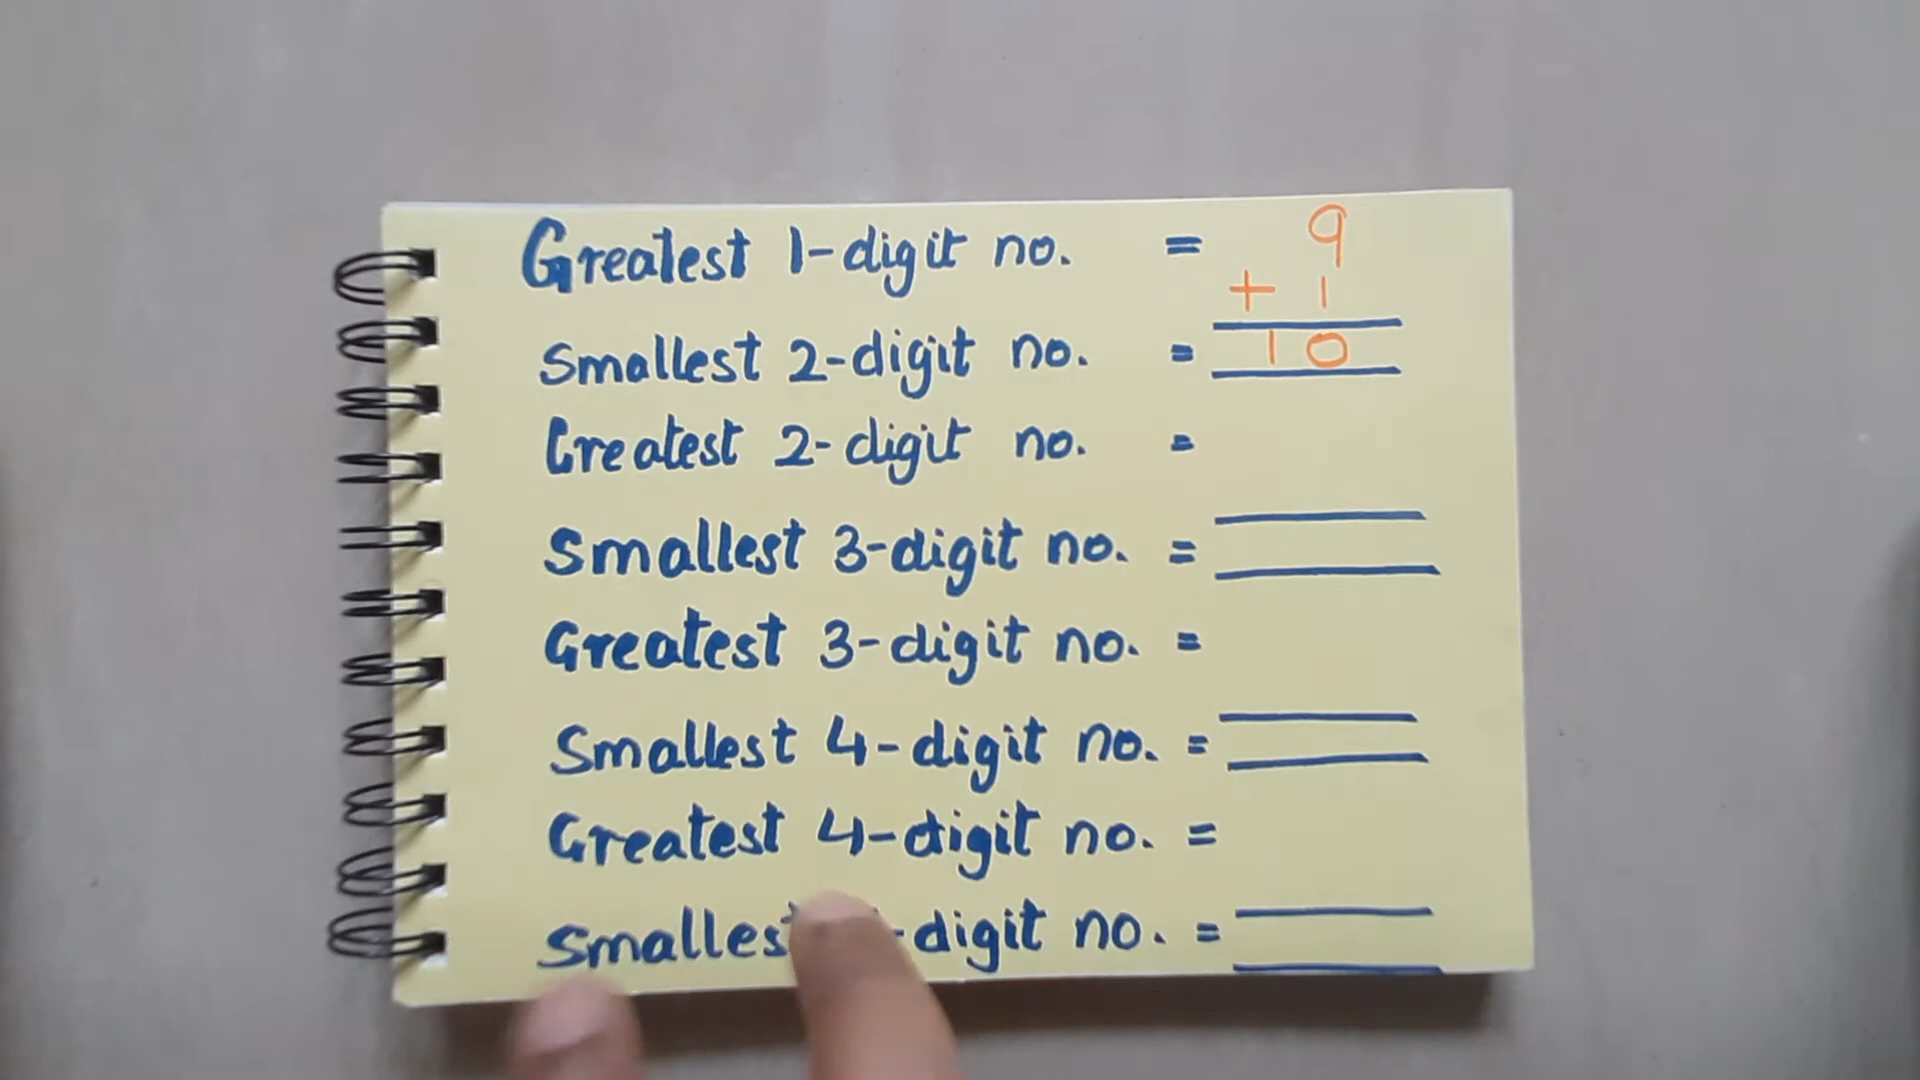 Greatest 1-digit no. = 9
+ 1
Smallest 2-digit no. = 10
Greatest 2-digit no. =
Smallest 3-digit no. =
Greatest 3-digit no. =
Smallest 4-digit no. =
Greatest 4-digit no. =
Smallest -digit no. =